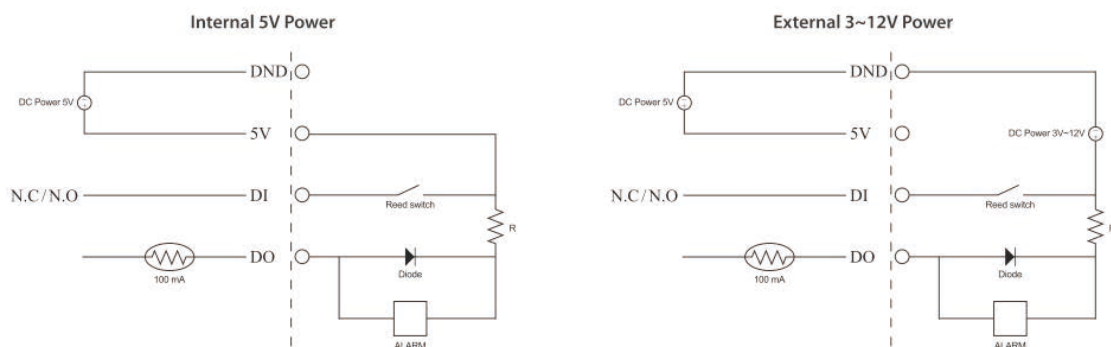 Internal 5V Power
DND
DC Power 5V
5V
N.C/N.O
DI
Reed switch
R
DO
100 mA
Diode
ALARM
External 3~12V Power
DND
DC Power 5V
5V
DC Power 3V~12V
N.C/N.O
DI
Reed switch
R
DO
100 mA
Diode
ALARM